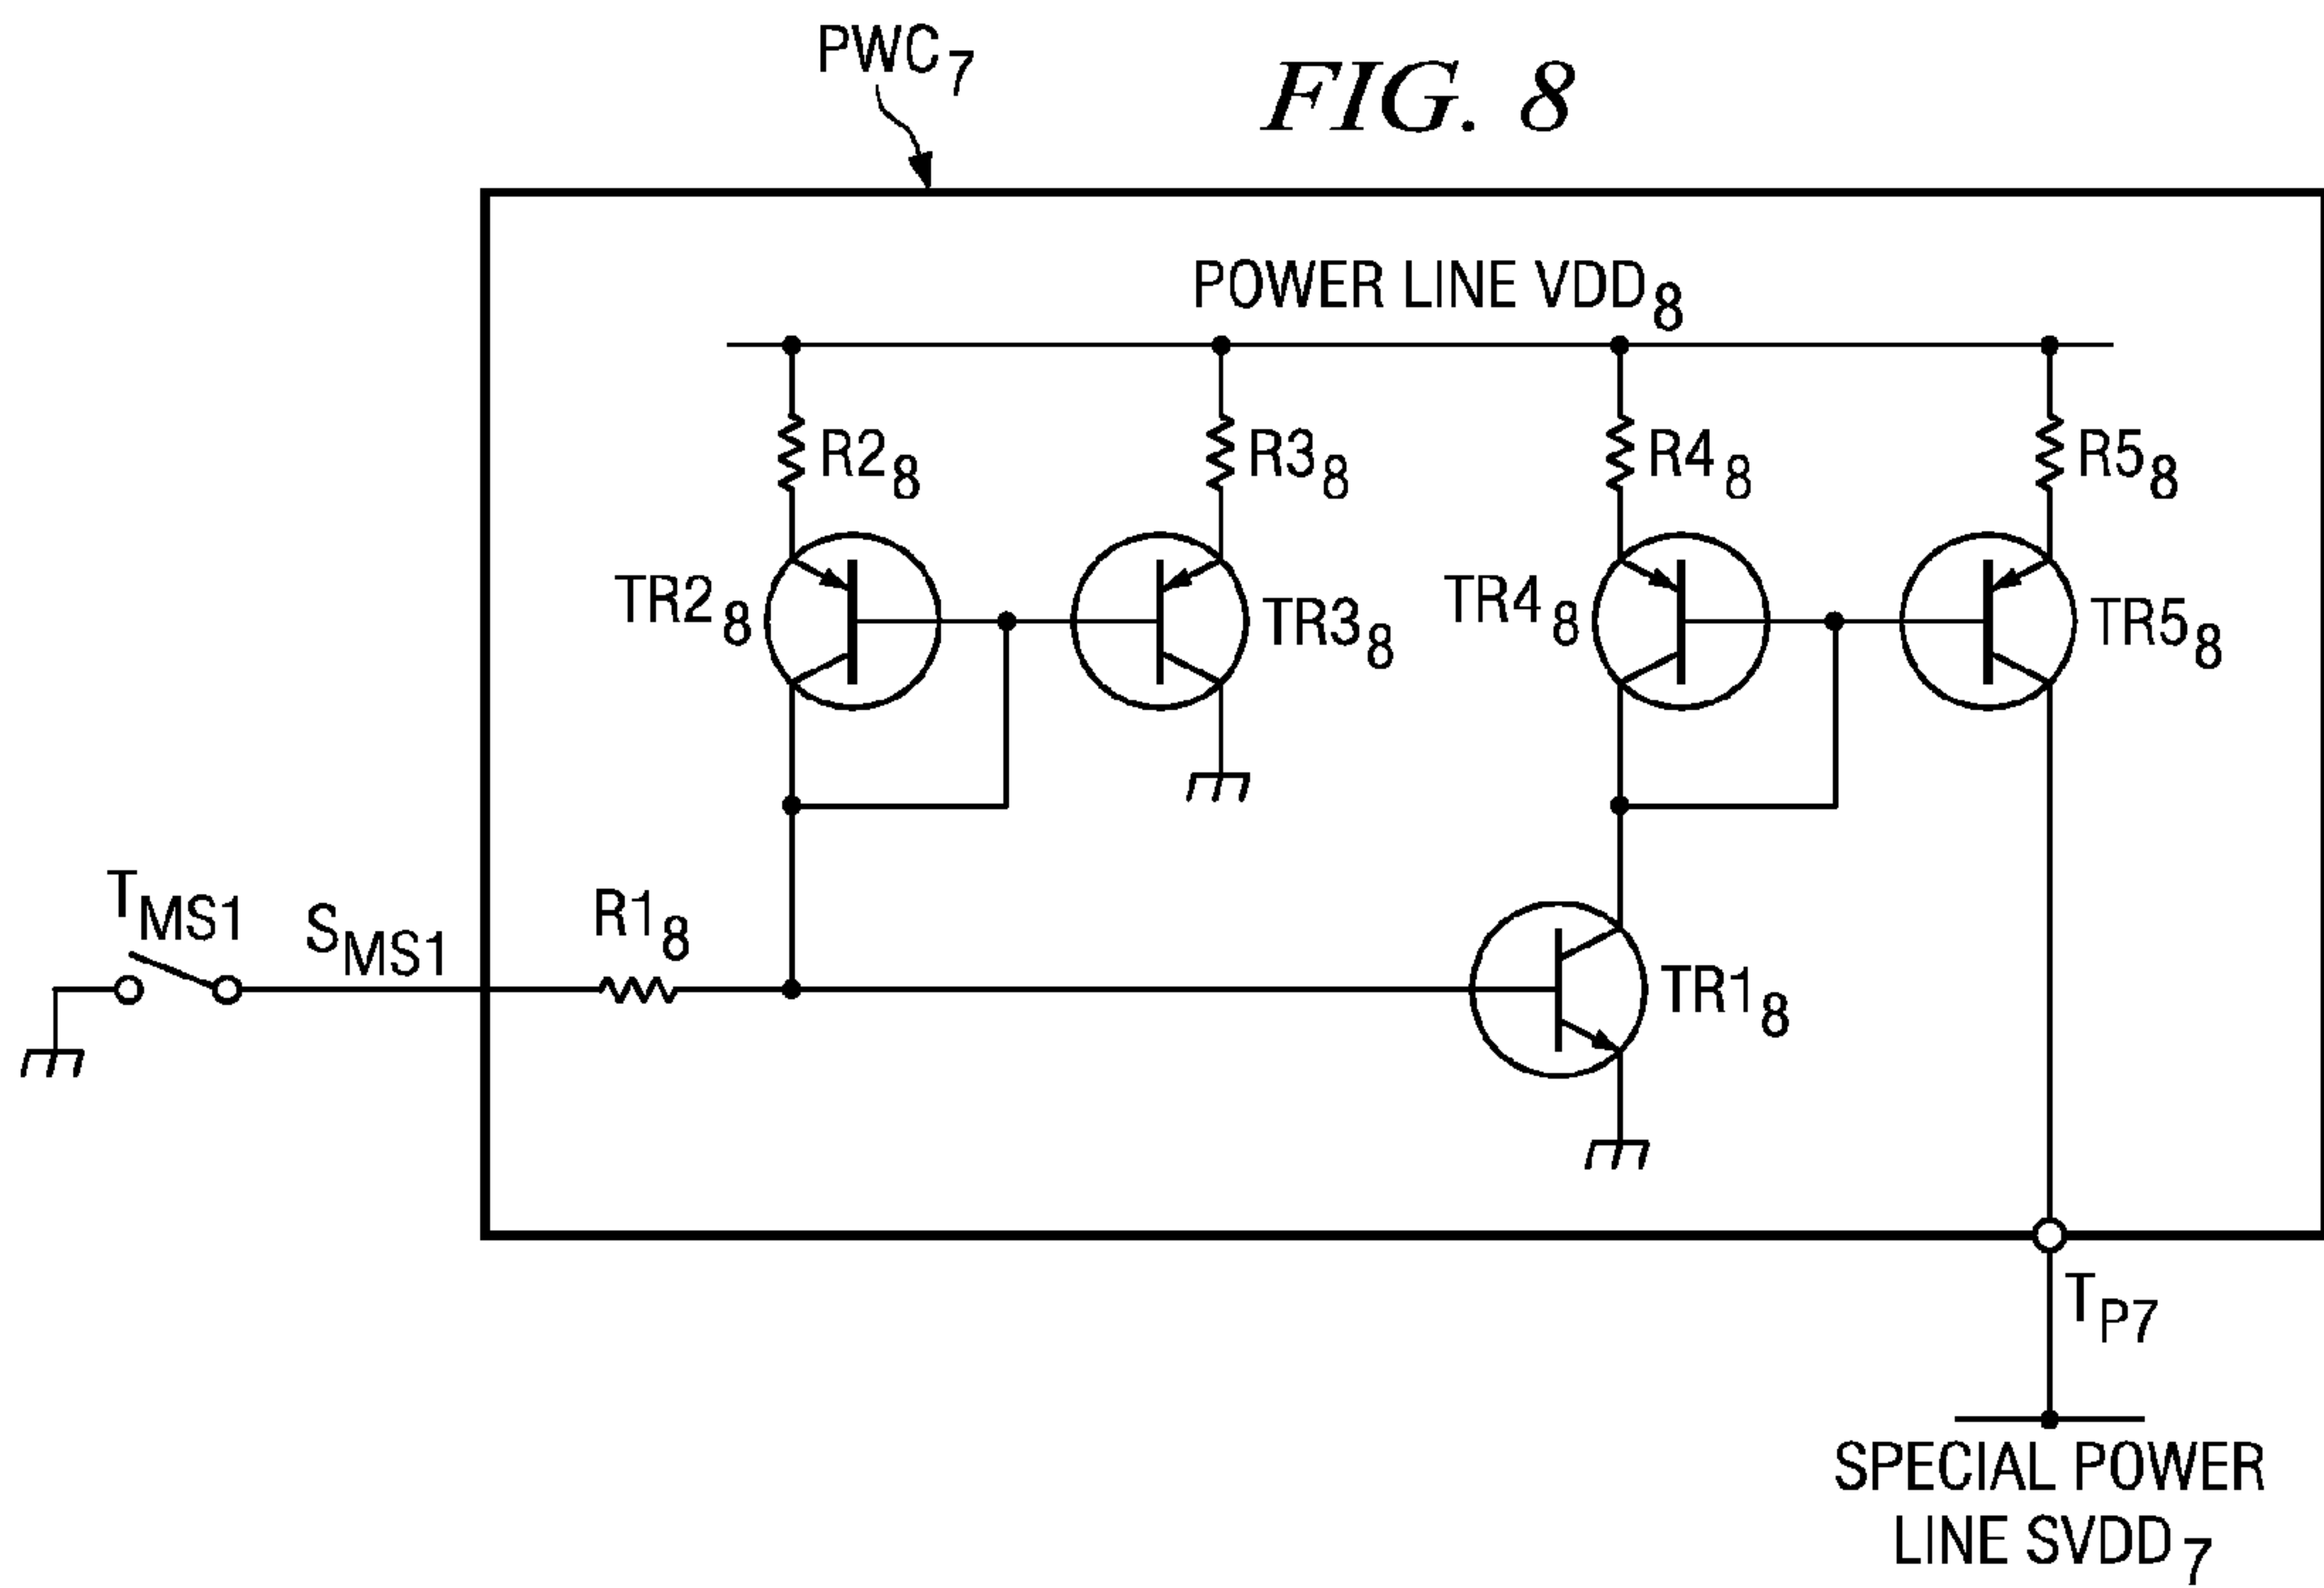 PWC7
FIG. 8
POWER LINE VDD8
R28
R38
R48
R58
TR28
TR38
TR48
TR58
TMS1
SMS1
R18
TR18
TP7
SPECIAL POWER
LINE SVDD7